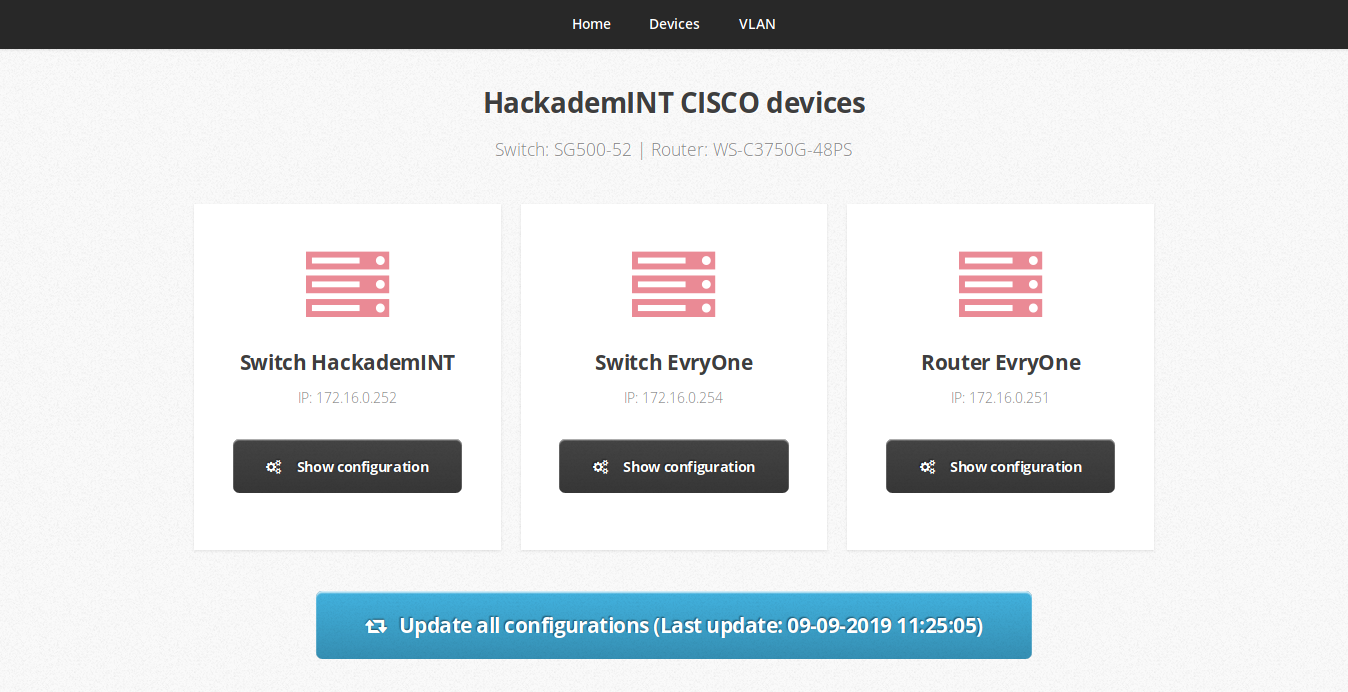 Home Devices VLAN
HackademINT CISCO devices
Switch: SG500-52 | Router: WS-C3750G-48PS
Switch HackademINT
IP: 172.16.0.252
Show configuration
Switch EvryOne
IP: 172.16.0.254
Show configuration
Router EvryOne
IP: 172.16.0.251
Show configuration
Update all configurations (Last update: 09-09-2019 11:25:05)